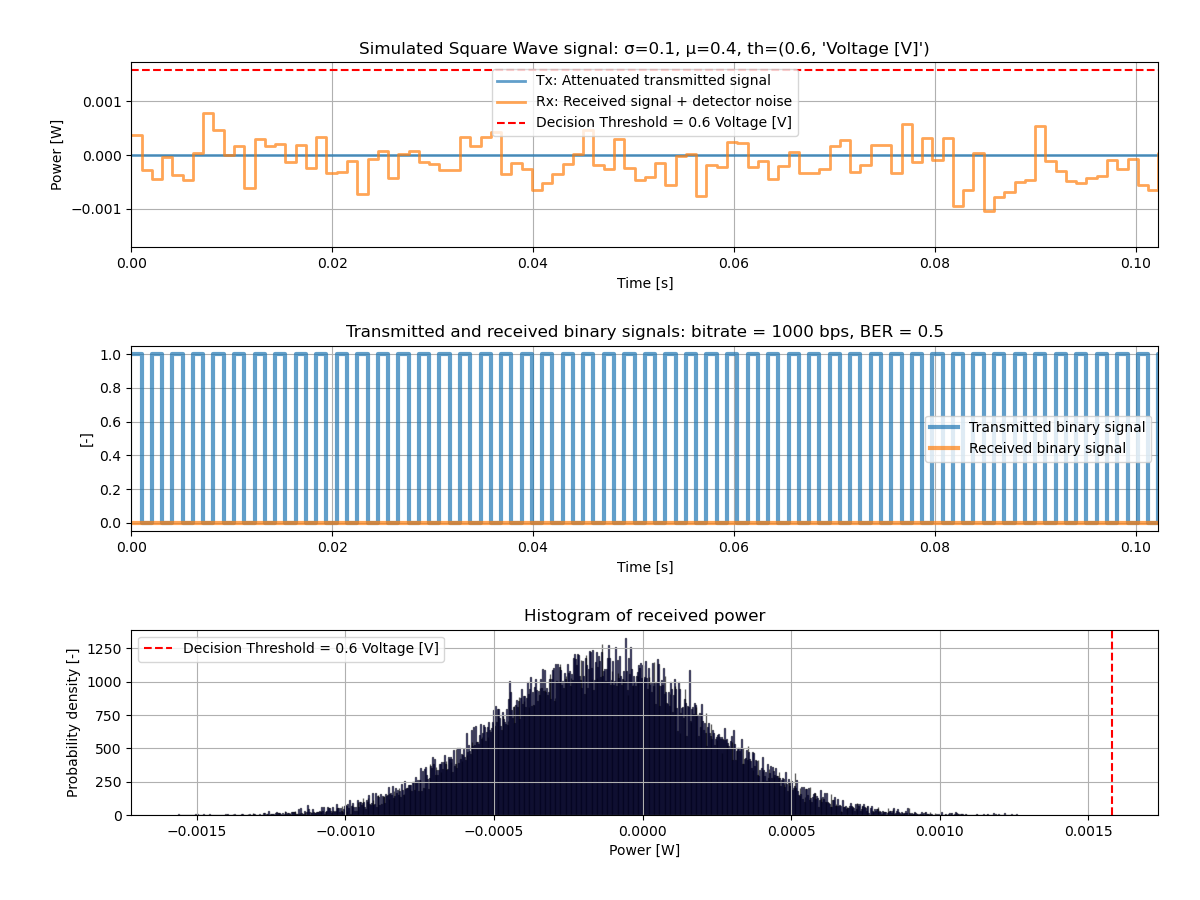 Simulated Square Wave signal: σ=0.1, μ=0.4, th=(0.6, 'Voltage [V]')
Power [W]
0.001
0.000
−0.001
Tx: Attenuated transmitted signal
Rx: Received signal + detector noise
Decision Threshold = 0.6 Voltage [V]
0.00 0.02 0.04 0.06 0.08 0.10
Time [s]
Transmitted and received binary signals: bitrate = 1000 bps, BER = 0.5
[-]
1.0
0.8
0.6
0.4
0.2
0.0
Transmitted binary signal
Received binary signal
0.00 0.02 0.04 0.06 0.08 0.10
Time [s]
Histogram of received power
Probability density [-]
1250
1000
750
500
250
0
Decision Threshold = 0.6 Voltage [V]
−0.0015 −0.0010 −0.0005 0.0000 0.0005 0.0010 0.0015
Power [W]